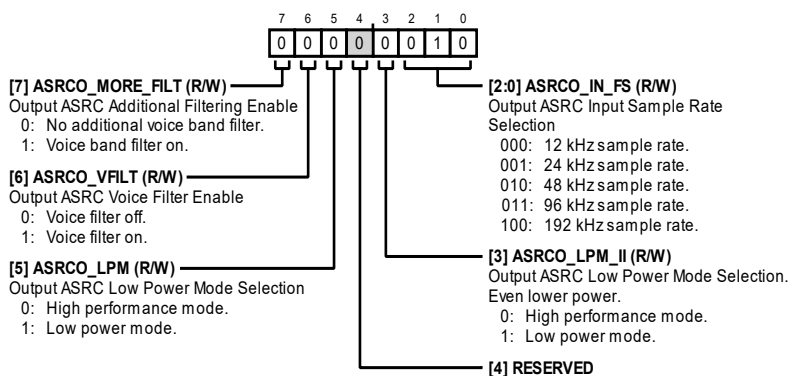 7 6 5 4 3 2 1 0
0 0 0 0 0 0 1 0
[7] ASRCO_MORE_FILT (R/W)
Output ASRC Additional Filtering Enable
0: No additional voice band filter.
1: Voice band filter on.
[6] ASRCO_VFILT (R/W)
Output ASRC Voice Filter Enable
0: Voice filter off.
1: Voice filter on.
[5] ASRCO_LPM (R/W)
Output ASRC Low Power Mode Selection
0: High performance mode.
1: Low power mode.
[2:0] ASRCO_IN_FS (R/W)
Output ASRC Input Sample Rate
Selection
000: 12 kHz sample rate.
001: 24 kHz sample rate.
010: 48 kHz sample rate.
011: 96 kHz sample rate.
100: 192 kHz sample rate.
[3] ASRCO_LPM_II (R/W)
Output ASRC Low Power Mode Selection.
Even lower power.
0: High performance mode.
1: Low power mode.
[4] RESERVED